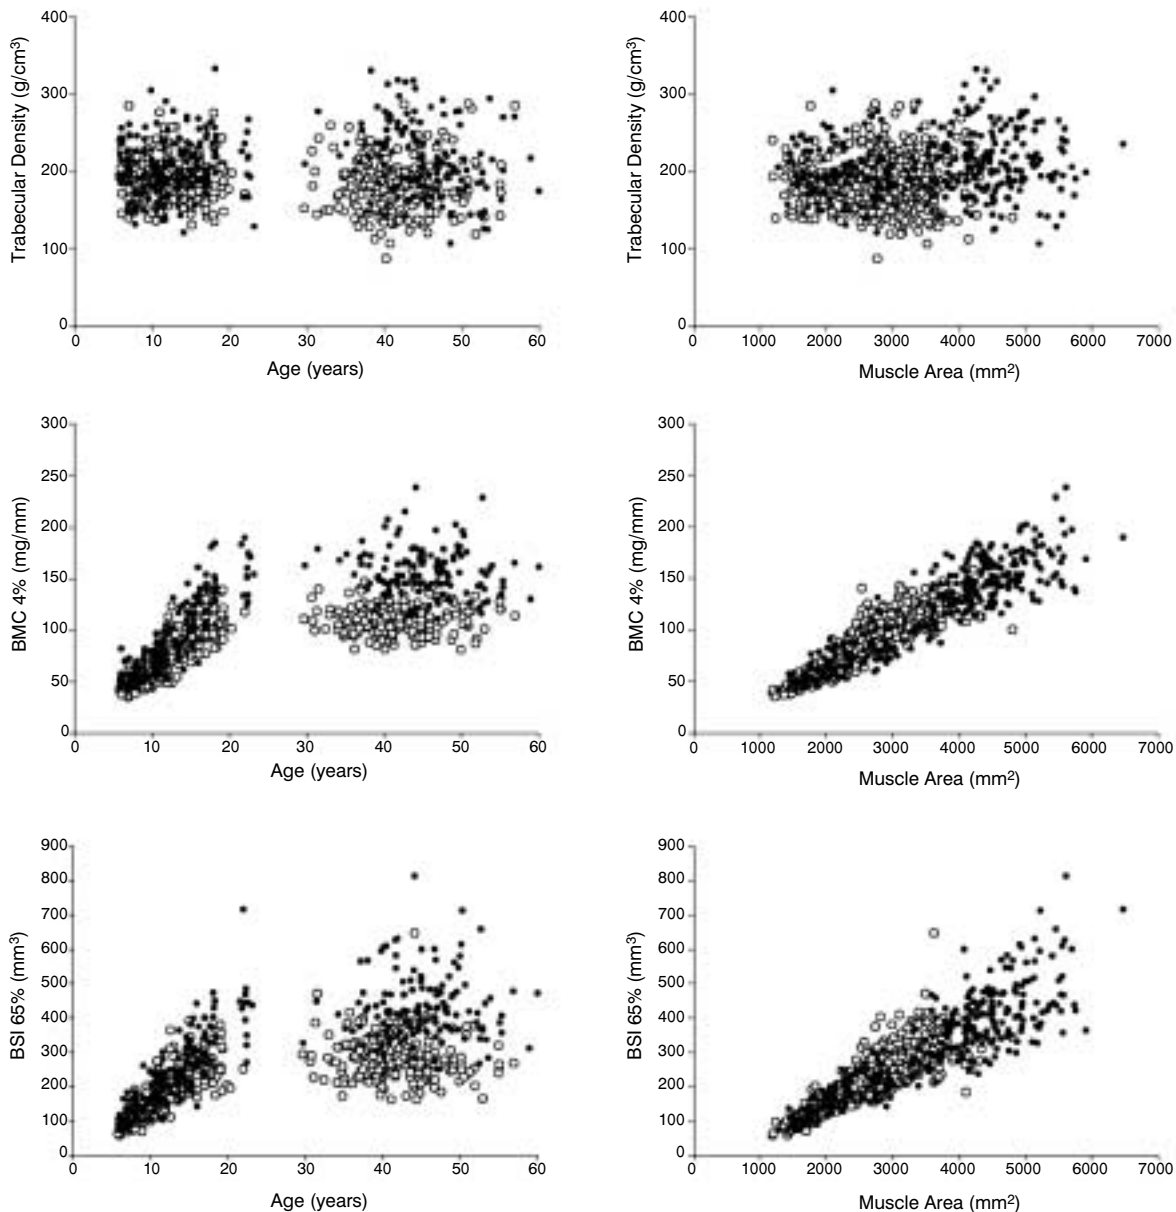 400
300
200
100
0
Trabecular Density (g/cm³)
0 10 20 30 40 50 60
Age (years)
400
300
200
100
0
Trabecular Density (g/cm³)
0 1000 2000 3000 4000 5000 6000 7000
Muscle Area (mm²)
300
250
200
150
100
50
0
BMC 4% (mg/mm)
0 10 20 30 40 50 60
Age (years)
300
250
200
150
100
50
0
BMC 4% (mg/mm)
0 1000 2000 3000 4000 5000 6000 7000
Muscle Area (mm²)
900
800
700
600
500
400
300
200
100
0
BSI 65% (mm³)
0 10 20 30 40 50 60
Age (years)
900
800
700
600
500
400
300
200
100
0
BSI 65% (mm³)
0 1000 2000 3000 4000 5000 6000 7000
Muscle Area (mm²)